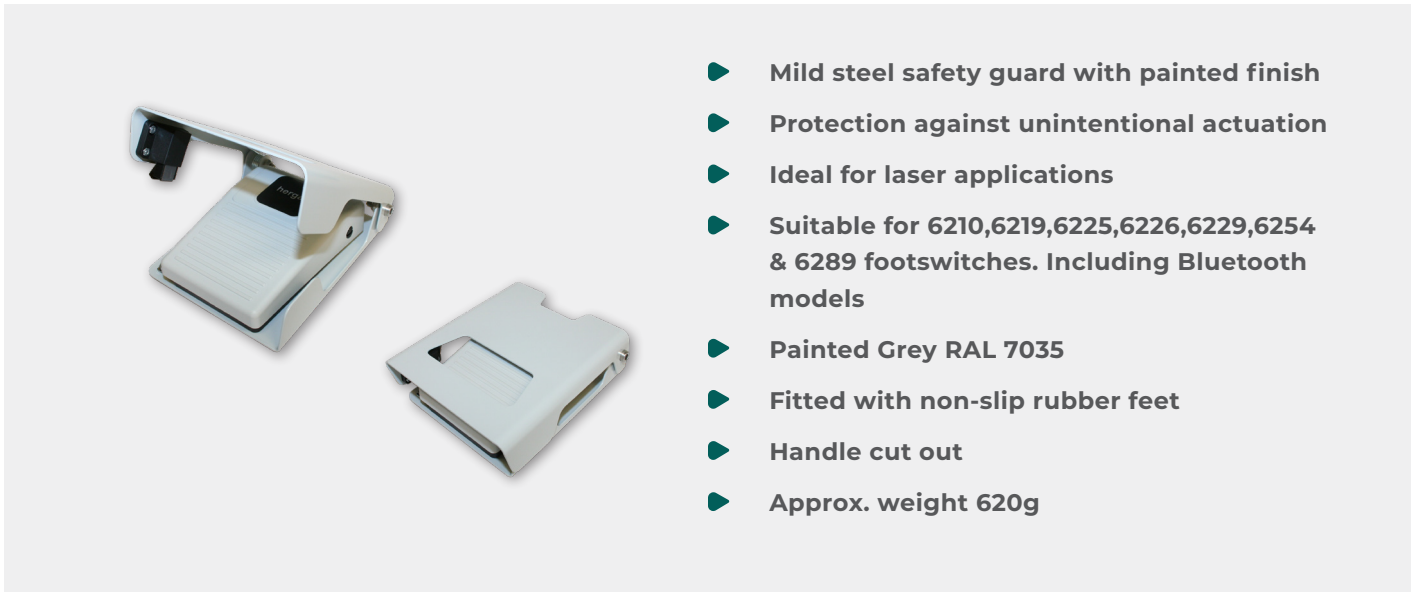 Mild steel safety guard with painted finish
Protection against unintentional actuation
Ideal for laser applications
Suitable for 6210,6219,6225,6226,6229,6254
& 6289 footswitches. Including Bluetooth
models
Painted Grey RAL 7035
Fitted with non-slip rubber feet
Handle cut out
Approx. weight 620g